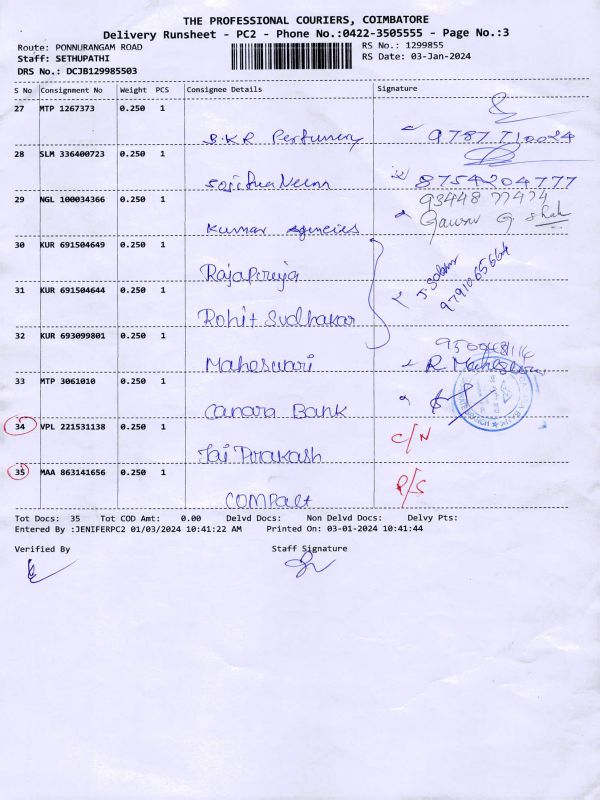 THE PROFESSIONAL COURIERS, COIMBATORE
Delivery Runsheet - PC2 - Phone No.:0422-3505555 - Page No.:3
Route: PONNURANGAM ROAD
RS No.: 1299855
Staff: SETHUPATHI
RS Date: 03-Jan-2024
DRS No.: DCJB129985503
S No Consignment No Weight PCS Consignee Details Signature
27 MTP 1267373 0.250 1
B.K.R Perfumery
28 SLM 336400723 0.250 1
8754204777
29 NGL 100034366 0.250 1
93448 77474
Kumar Agencies
30 KUR 691504649 0.250 1
Rajapireya
J. Salam
9791065664
31 KUR 691504644 0.250 1
Rohit Sudhakar
32 KUR 693099801 0.250 1
Maheswari
R. Maheswari
33 MTP 3061010 0.250 1
Canara Bank
34 VPL 221531138 0.250 1
C/N
Jai Prakash
35 MAA 863141656 0.250 1
P/S
Tot Docs: 35 Tot COD Amt: 0.00 Delvd Docs: Non Delvd Docs: Delvy Pts:
Entered By :JENIFERPC2 01/03/2024 10:41:22 AM Printed On: 03-01-2024 10:41:44
Verified By Staff Signature